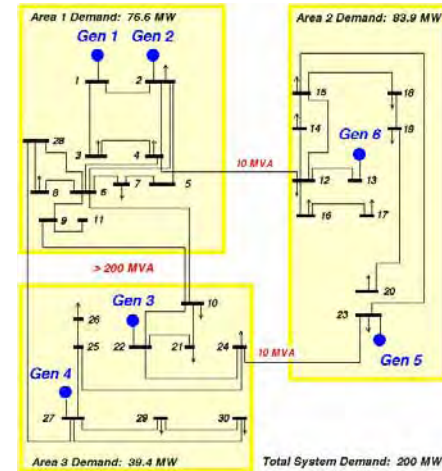 Area 1 Demand: 76.6 MW
Gen 1
Gen 2
1
2
3
4
28
8
6
7
5
9
11
Area 2 Demand: 83.9 MW
15
18
14
19
Gen 6
12
13
16
17
20
23
Gen 5
10 MVA
> 200 MVA
10
26
Gen 3
25
22
21
24
10 MVA
Gen 4
27
29
30
Area 3 Demand: 39.4 MW
Total System Demand: 200 MW